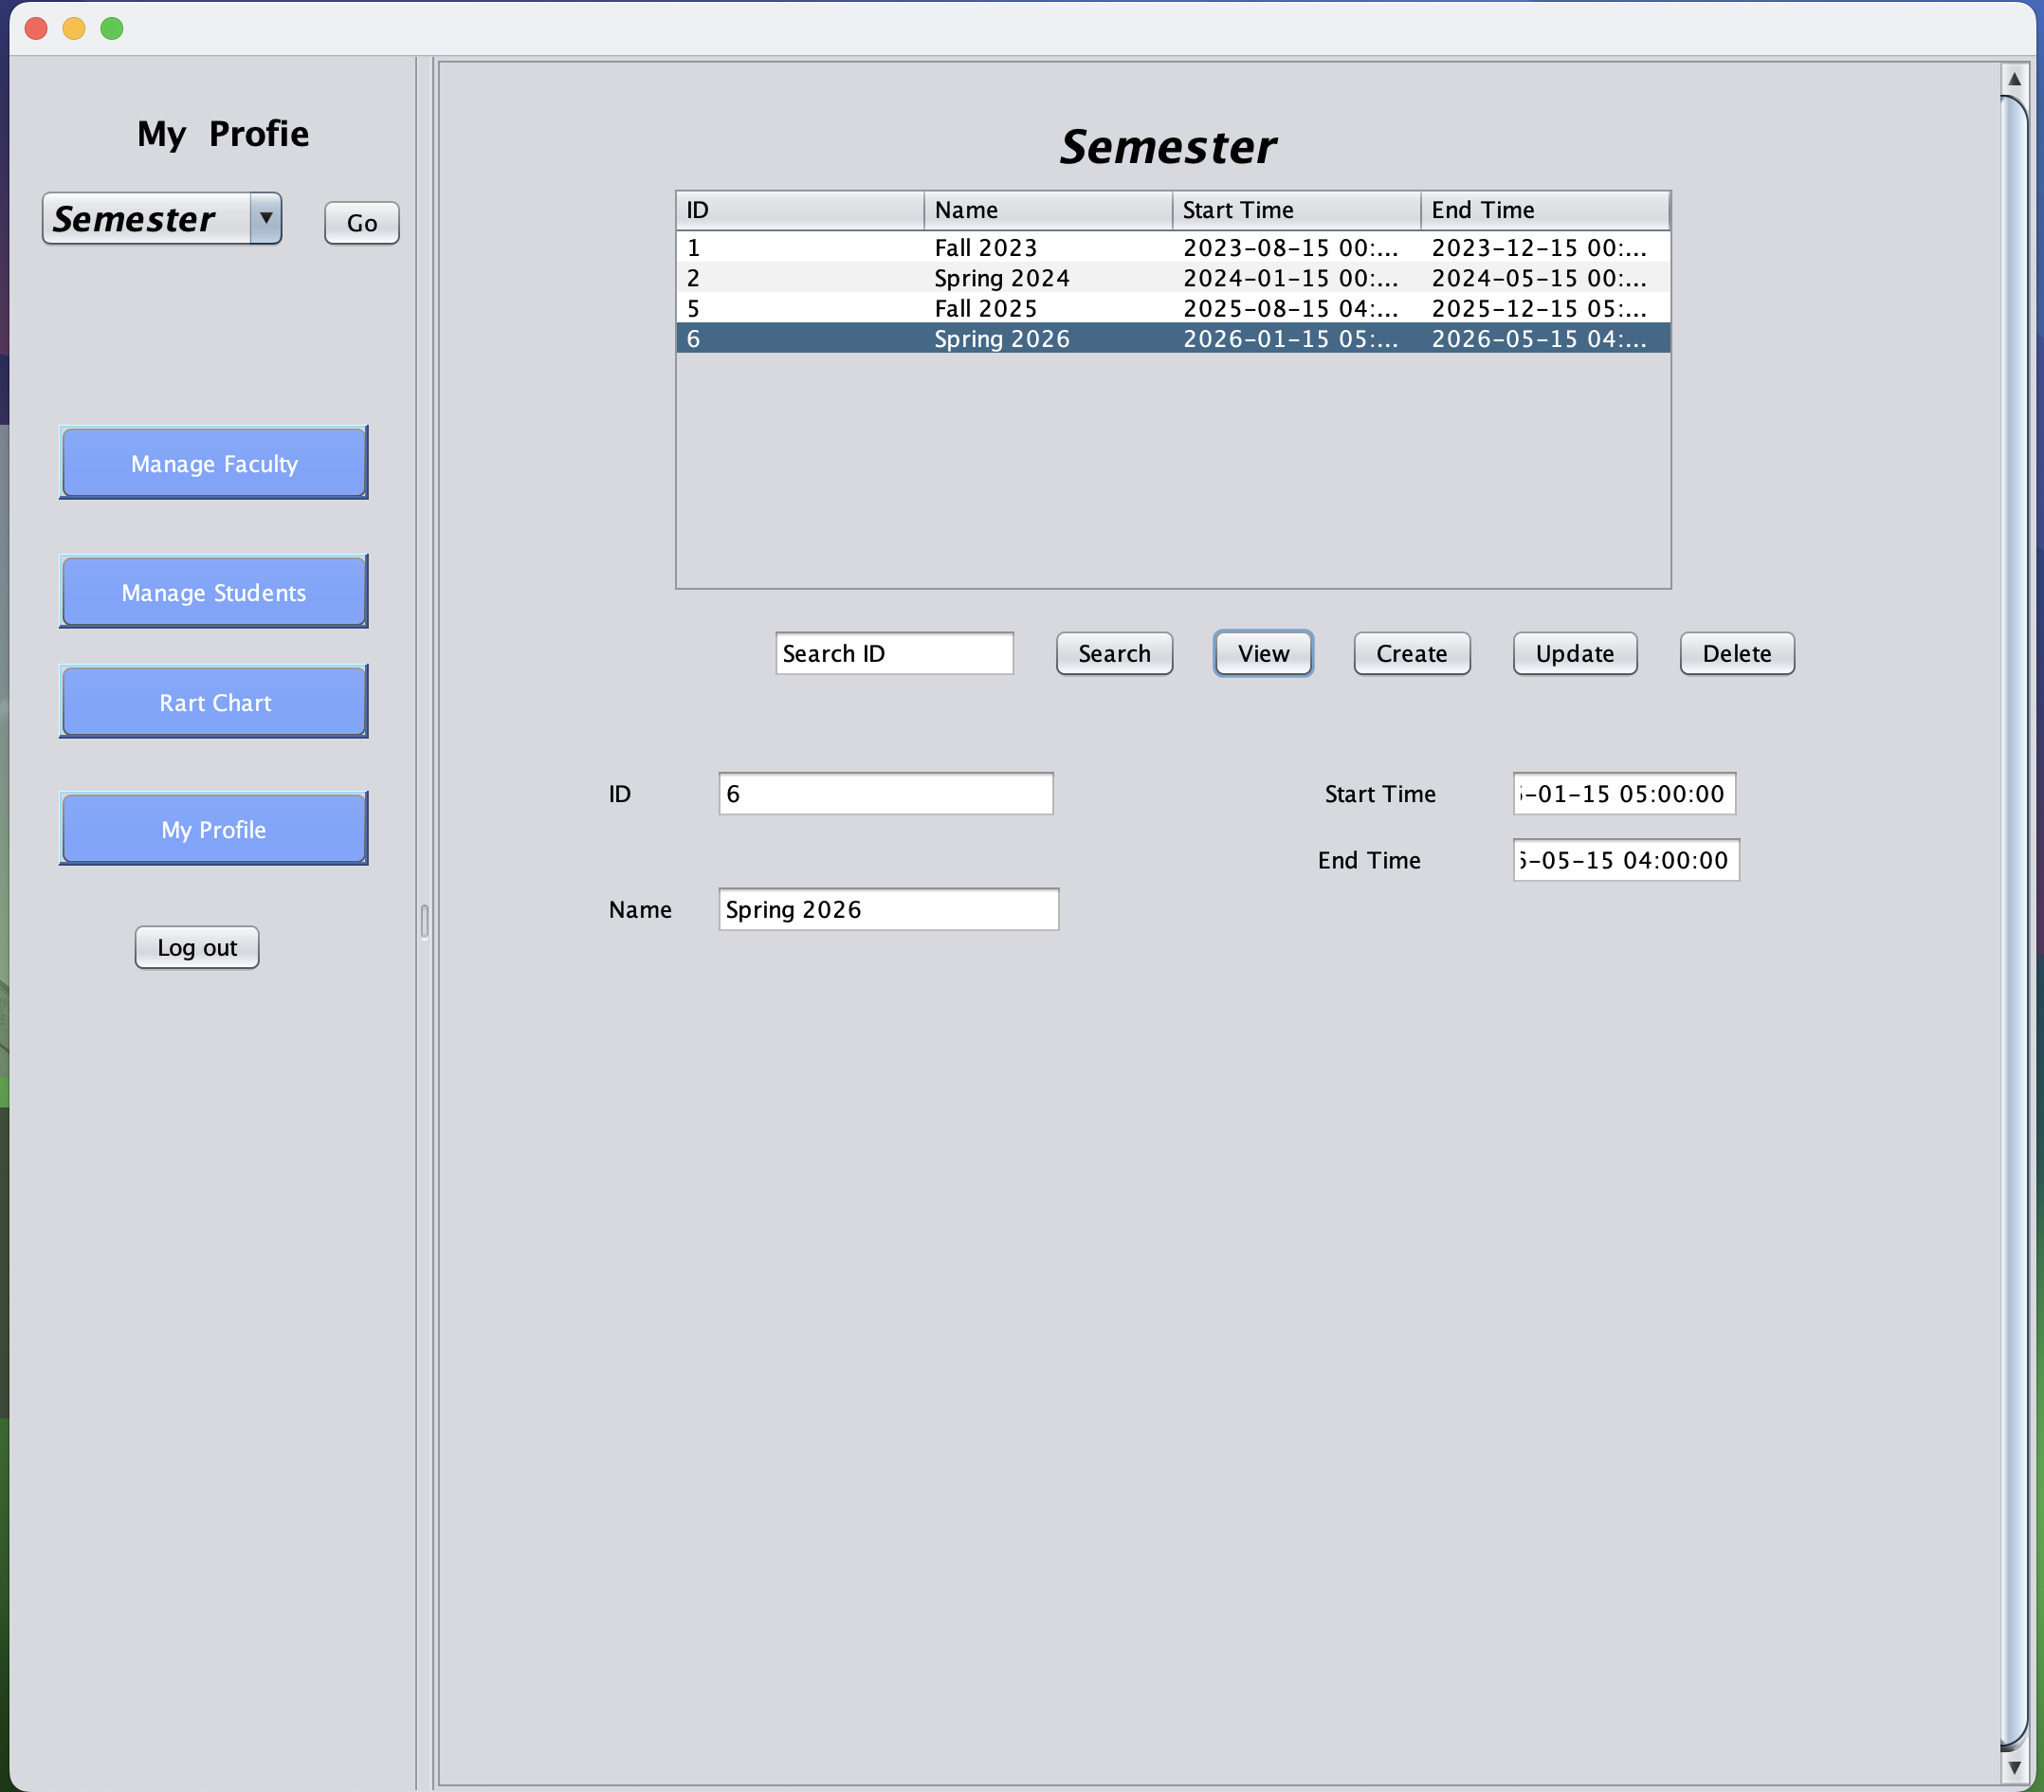 My Profie
Semester
Go
Manage Faculty
Manage Students
Rart Chart
My Profile
Log out
Semester
ID Name Start Time End Time
1 Fall 2023 2023-08-15 00:... 2023-12-15 00:...
2 Spring 2024 2024-01-15 00:... 2024-05-15 00:...
5 Fall 2025 2025-08-15 04:... 2025-12-15 05:...
6 Spring 2026 2026-01-15 05:... 2026-05-15 04:...
Search ID Search View Create Update Delete
ID 6 Start Time -01-15 05:00:00
End Time -05-15 04:00:00
Name Spring 2026